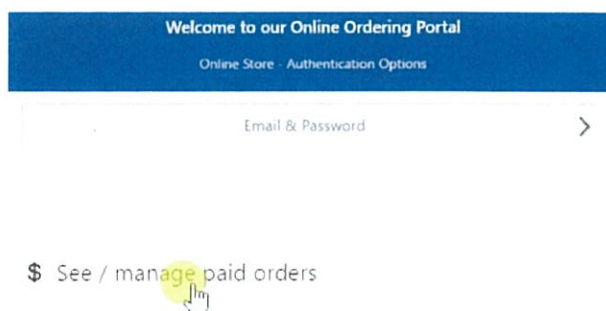 Welcome to our Online Ordering Portal
Online Store - Authentication Options
Email & Password
$ See / manage paid orders